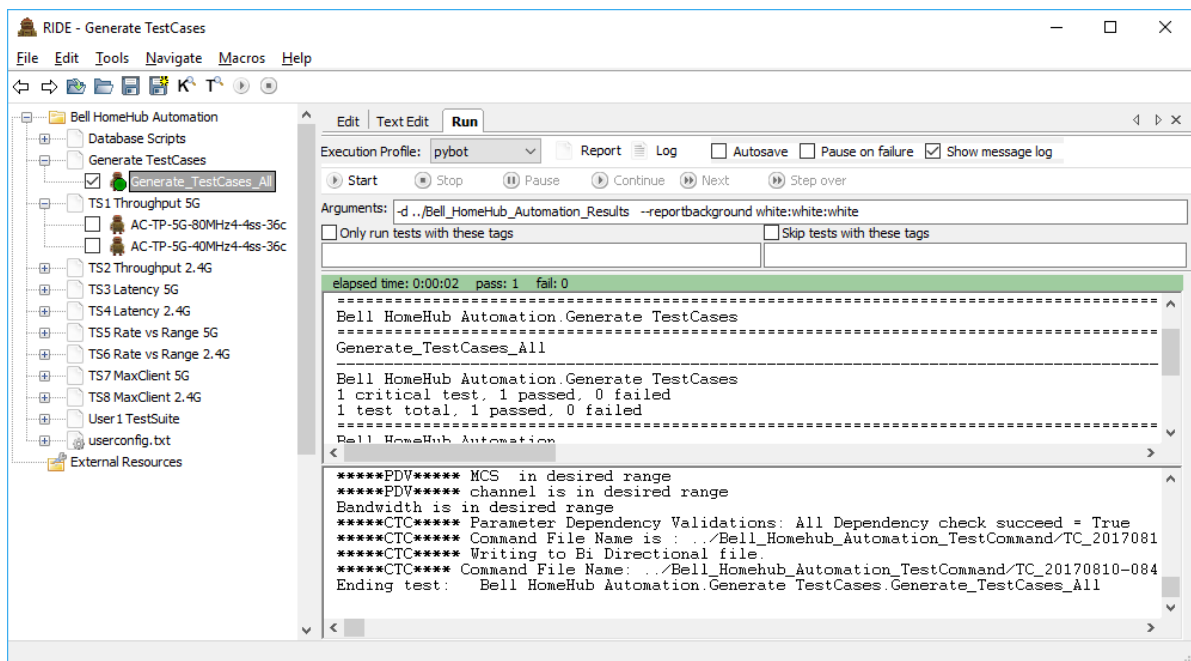 RIDE - Generate TestCases
File Edit Tools Navigate Macros Help
Bell HomeHub Automation
Database Scripts
Generate TestCases
Generate_TestCases_All
TS1 Throughput 5G
AC-TP-5G-80MHz4-4ss-36c
AC-TP-5G-40MHz4-4ss-36c
TS2 Throughput 2.4G
TS3 Latency 5G
TS4 Latency 2.4G
TS5 Rate vs Range 5G
TS6 Rate vs Range 2.4G
TS7 MaxClient 5G
TS8 MaxClient 2.4G
User1 TestSuite
userconfig.txt
External Resources
Edit Text Edit Run
Execution Profile: pybot Report Log Autosave Pause on failure Show message log
Start Stop Pause Continue Next Step over
Arguments: -d ../Bell_HomeHub_Automation_Results --reportbackground white:white:white
Only run tests with these tags Skip tests with these tags
elapsed time: 0:00:02 pass: 1 fail: 0
==============================================================================
Bell HomeHub Automation.Generate TestCases
==============================================================================
Generate_TestCases_All
------------------------------------------------------------------------------
Bell HomeHub Automation.Generate TestCases
1 critical test, 1 passed, 0 failed
1 test total, 1 passed, 0 failed
==============================================================================
Bell HomeHub Automation
*****PDV***** MCS  in desired range
*****PDV***** channel is in desired range
Bandwidth is in desired range
*****CTC***** Parameter Dependency Validations: All Dependency check succeed = True
*****CTC***** Command File Name is : ../Bell_Homehub_Automation_TestCommand/TC_2017081
*****CTC***** Writing to Bi Directional file.
*****CTC**** Command File Name: ../Bell_Homehub_Automation_TestCommand/TC_20170810-084
Ending test:   Bell HomeHub Automation.Generate TestCases.Generate_TestCases_All